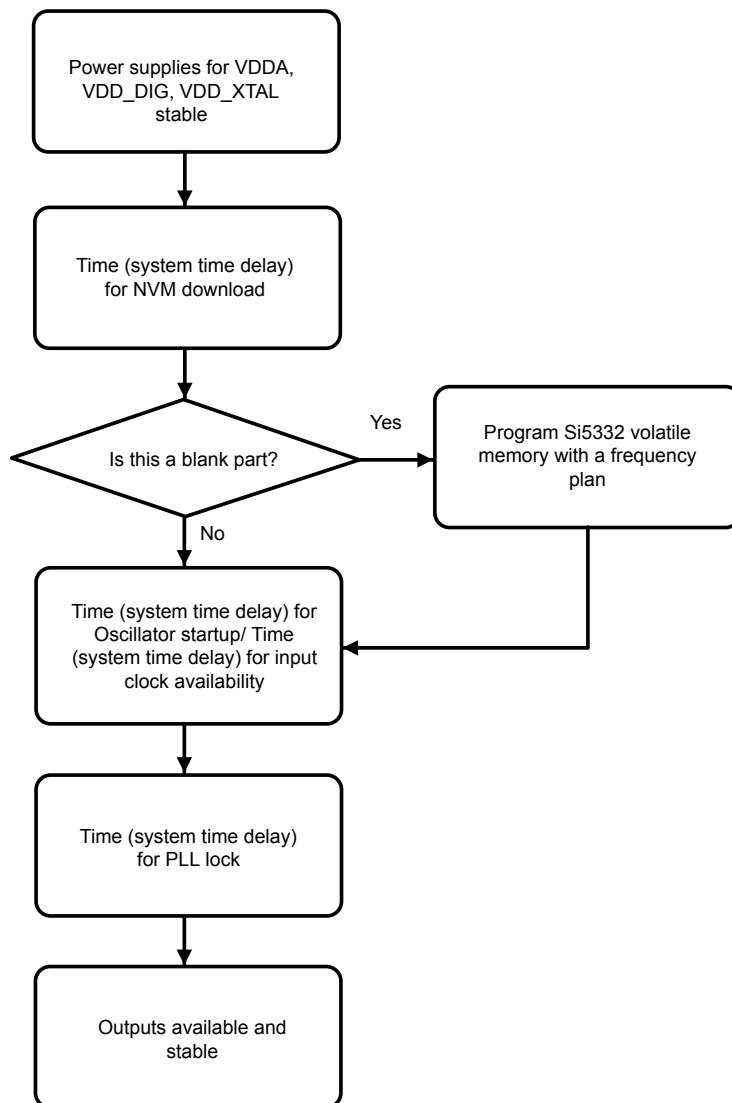 Power supplies for VDDA,
VDD_DIG, VDD_XTAL
stable
Time (system time delay)
for NVM download
Is this a blank part?
Yes
Program Si5332 volatile
memory with a frequency
plan
No
Time (system time delay) for
Oscillator startup/ Time
(system time delay) for input
clock availability
Time (system time delay)
for PLL lock
Outputs available and
stable